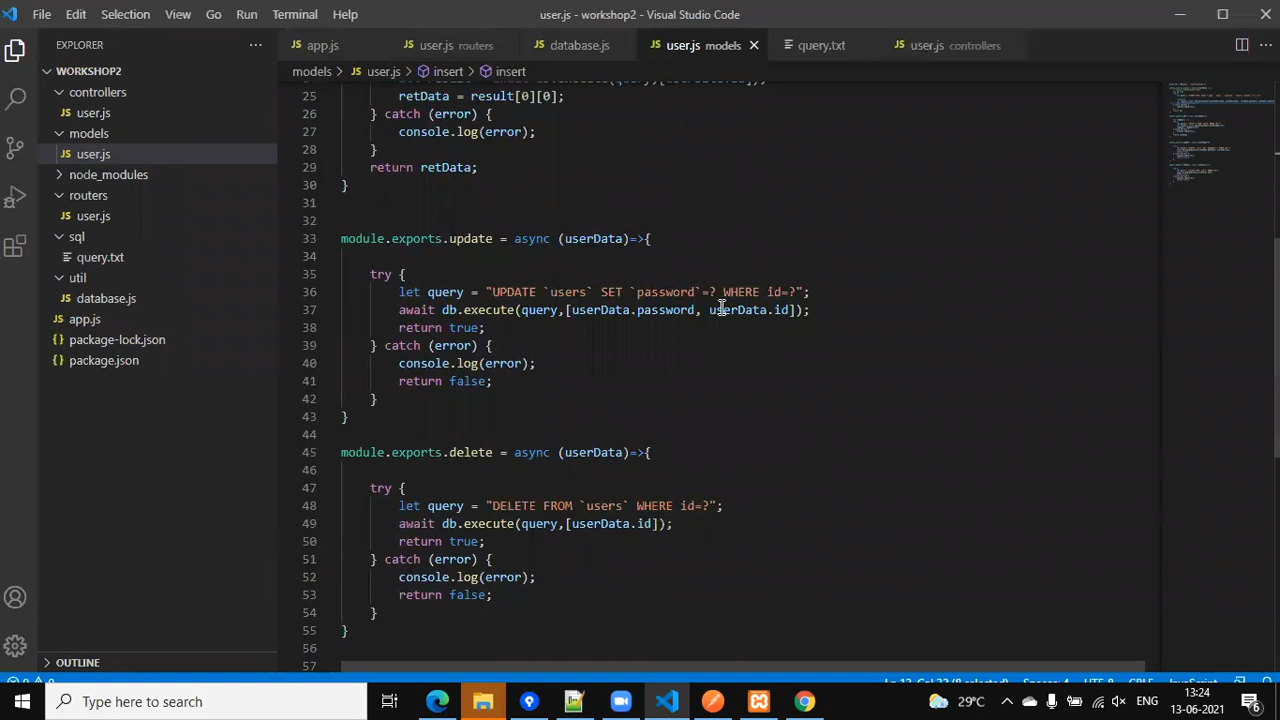 File Edit Selection View Go Run Terminal Help
user.js - workshop2 - Visual Studio Code
EXPLORER
app.js
user.js routers
database.js
user.js models
query.txt
user.js controllers
WORKSHOP2
controllers
user.js
models
user.js
node_modules
routers
user.js
sql
query.txt
util
database.js
app.js
package-lock.json
package.json
OUTLINE
models > user.js > insert > insert
25 retData = result[0][0];
26 } catch (error) {
27 console.log(error);
28 }
29 return retData;
30 }
31
32
33 module.exports.update = async (userData)=>{
34
35 try {
36 let query = "UPDATE `users` SET `password`=? WHERE id=?";
37 await db.execute(query,[userData.password, userData.id]);
38 return true;
39 } catch (error) {
40 console.log(error);
41 return false;
42 }
43 }
44
45 module.exports.delete = async (userData)=>{
46
47 try {
48 let query = "DELETE FROM `users` WHERE id=?";
49 await db.execute(query,[userData.id]);
50 return true;
51 } catch (error) {
52 console.log(error);
53 return false;
54 }
55 }
56
57
Type here to search
29°C
ENG
13:24
13-06-2021
6